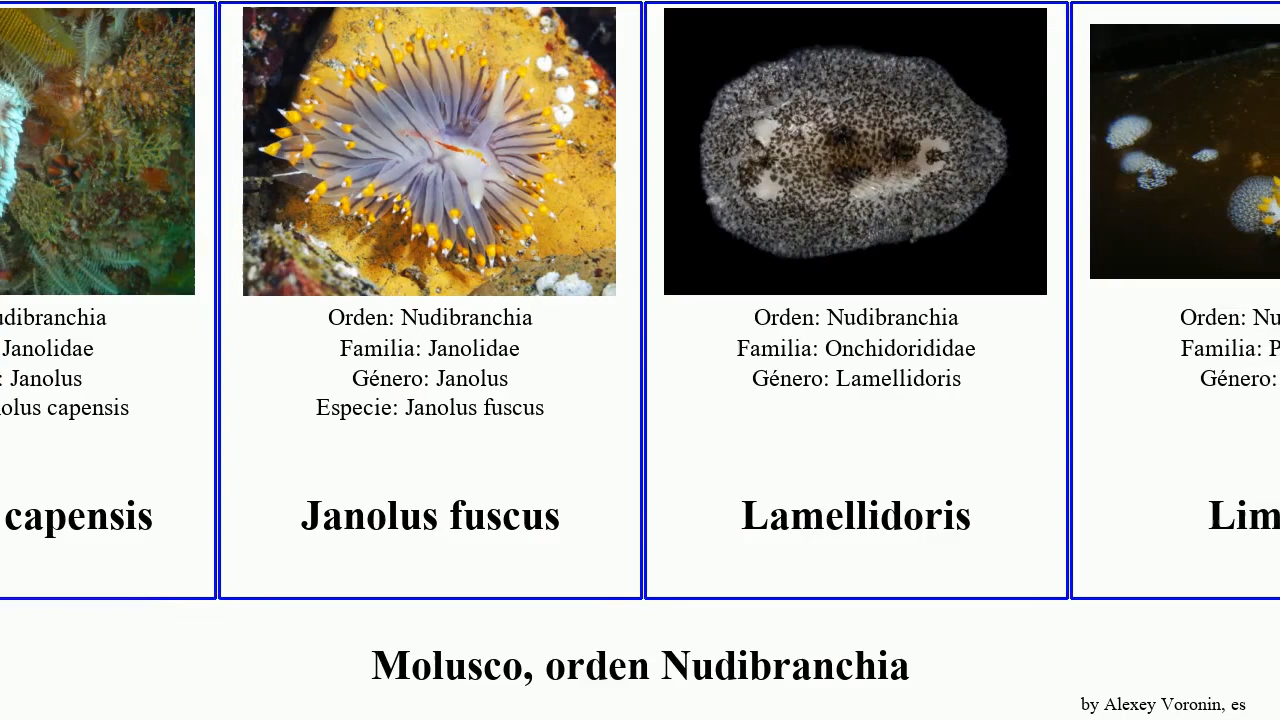 udibranchia
Janolidae
: Janolus
olus capensis
capensis
Orden: Nudibranchia
Familia: Janolidae
Género: Janolus
Especie: Janolus fuscus
Janolus fuscus
Orden: Nudibranchia
Familia: Onchidorididae
Género: Lamellidoris
Lamellidoris
Orden: Nu
Familia: P
Género:
Lim
Molusco, orden Nudibranchia
by Alexey Voronin, es